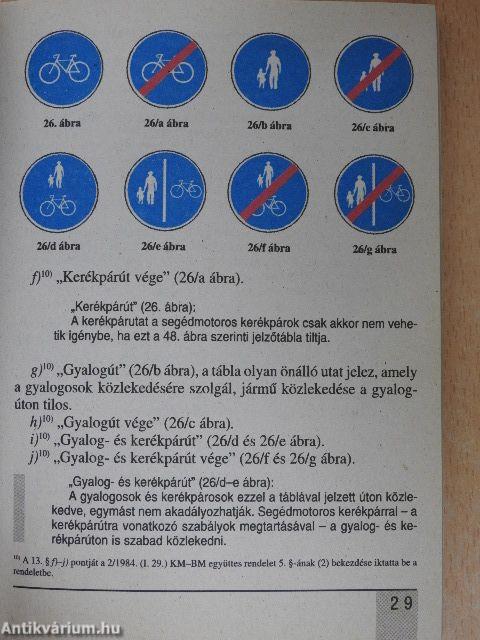 26. ábra 26/a ábra 26/b ábra 26/c ábra
26/d ábra 26/e ábra 26/f ábra 26/g ábra
f)¹⁰⁾ „Kerékpárút vége” (26/a ábra).
„Kerékpárút” (26. ábra):
A kerékpárutat a segédmotoros kerékpárok csak akkor nem vehe-
tik igénybe, ha ezt a 48. ábra szerinti jelzőtábla tiltja.
g)¹⁰⁾ „Gyalogút” (26/b ábra), a tábla olyan önálló utat jelez, amely
a gyalogosok közlekedésére szolgál, jármű közlekedése a gyalog-
úton tilos.
h)¹⁰⁾ „Gyalogút vége” (26/c ábra).
i)¹⁰⁾ „Gyalog- és kerékpárút” (26/d és 26/e ábra).
j)¹⁰⁾ „Gyalog- és kerékpárút vége” (26/f és 26/g ábra).
„Gyalog- és kerékpárút” (26/d–e ábra):
A gyalogosok és kerékpárosok ezzel a táblával jelzett úton közle-
kedve, egymást nem akadályozhatják. Segédmotoros kerékpárral – a
kerékpárútra vonatkozó szabályok megtartásával – a gyalog- és ke-
rékpárúton is szabad közlekedni.
¹⁰⁾ A 13. § f)–j) pontját a 2/1984. (I. 29.) KM–BM együttes rendelet 5. §-ának (2) bekezdése iktatta be a
rendeletbe.
29
Antikvárium.hu